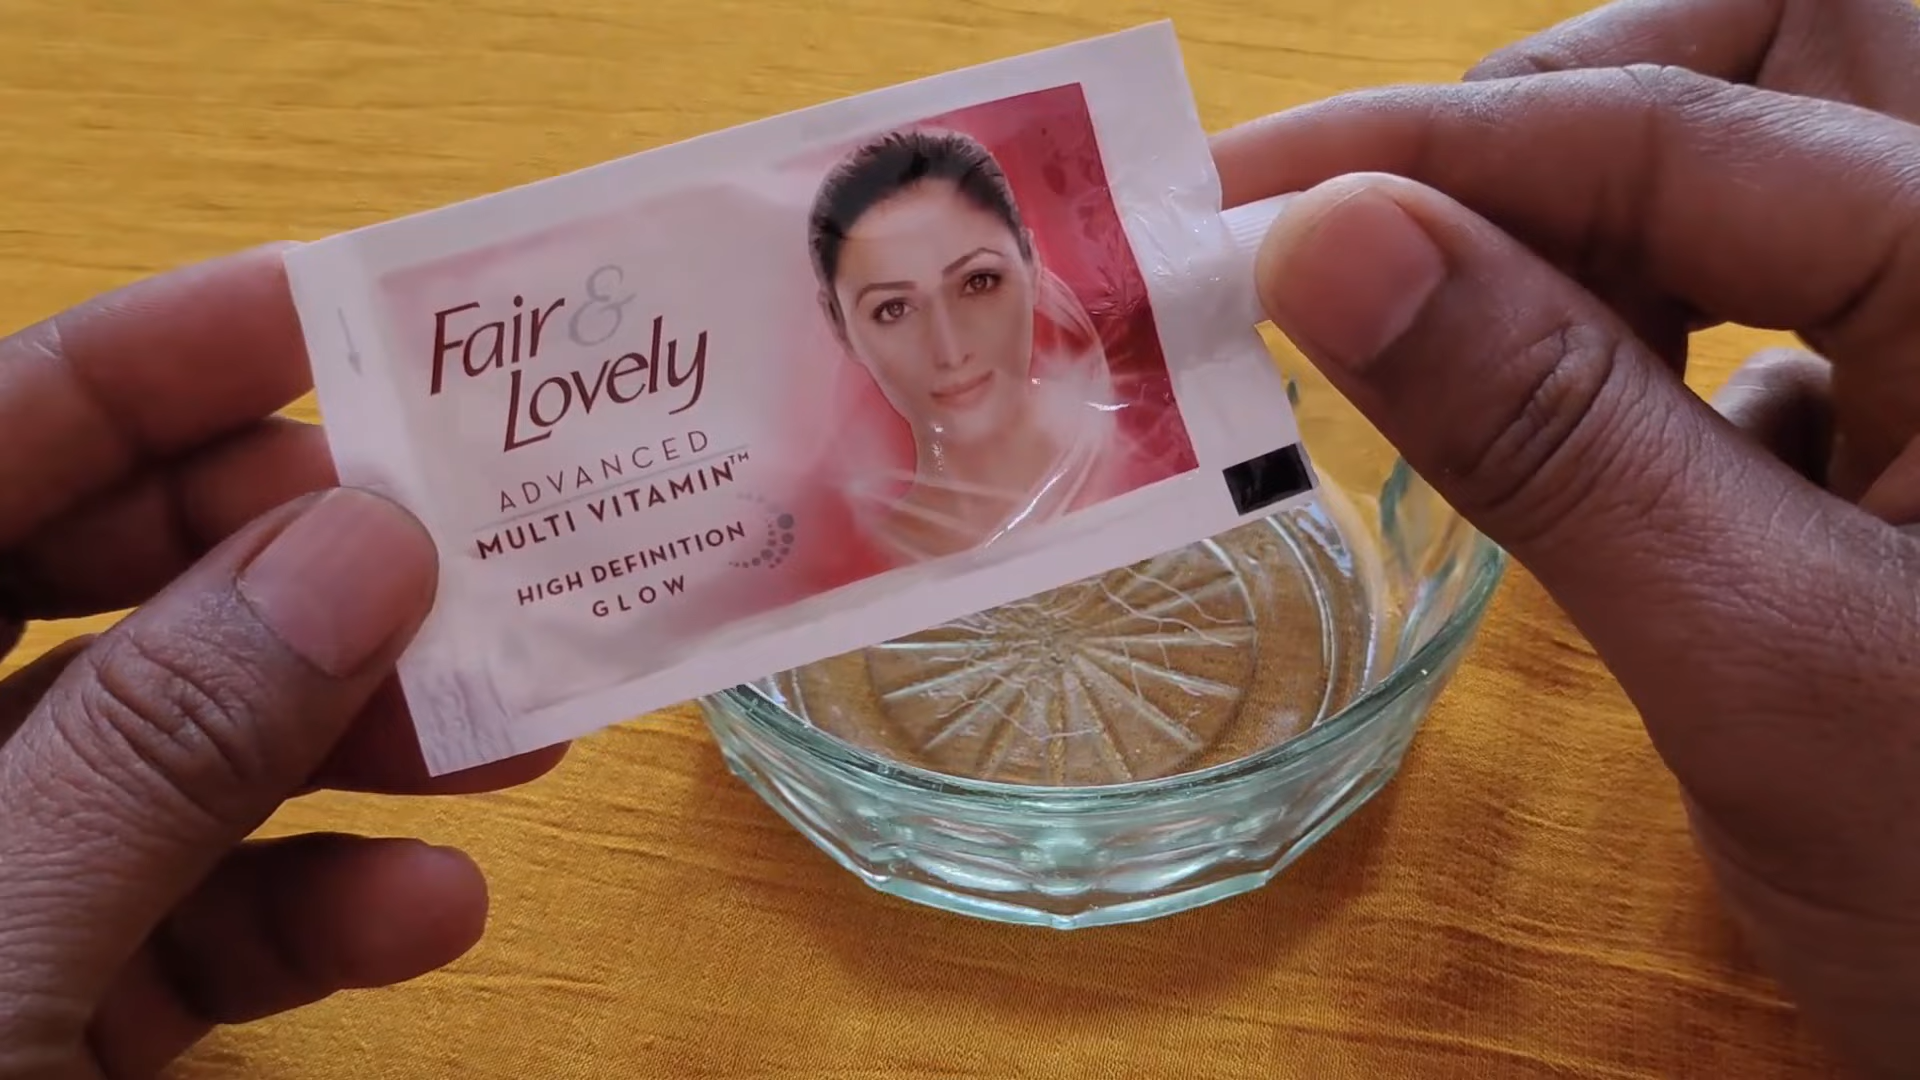 Fair &
Lovely
ADVANCED
MULTI VITAMIN™
HIGH DEFINITION
GLOW